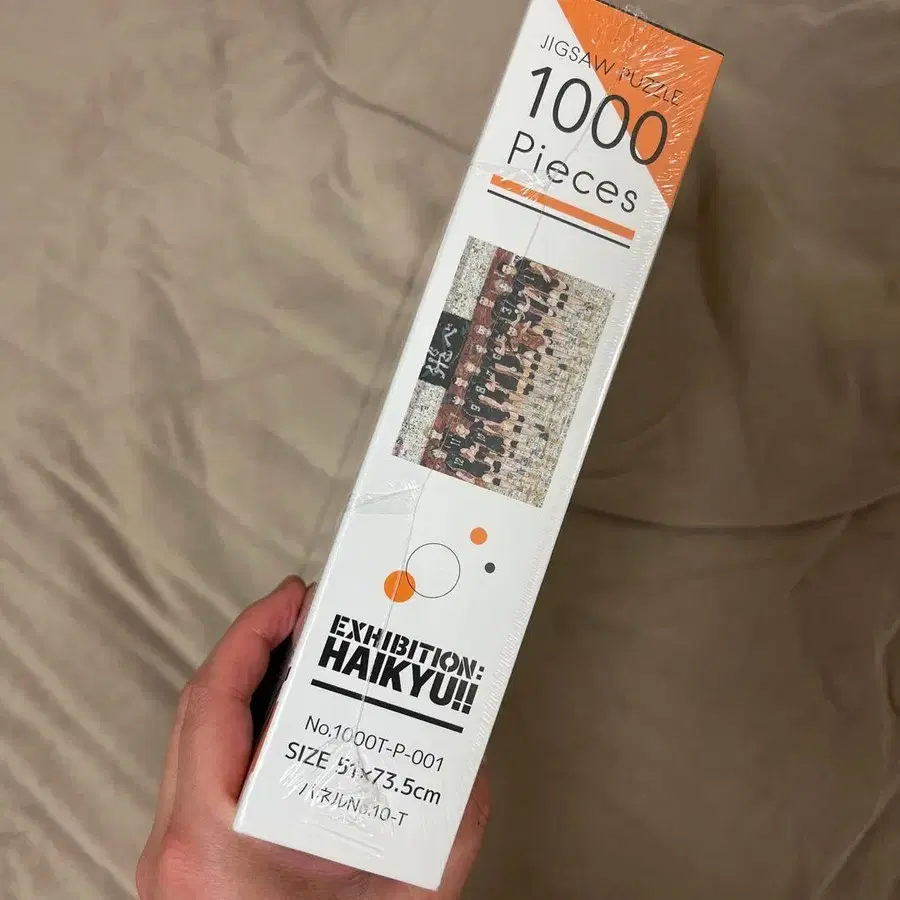 JIGSAW PUZZLE
1000
Pieces
飛べ
EXHIBITION:
HAIKYU!!
No.1000T-P-001
SIZE 51×73.5cm
パネルNo.10-T